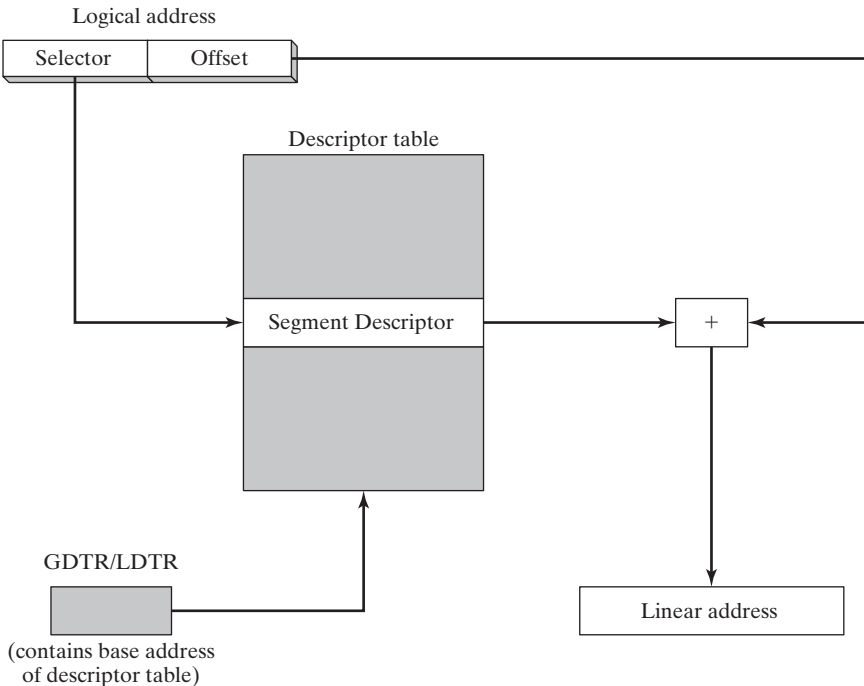 Logical address
Selector
Offset
Descriptor table
Segment Descriptor
+
GDTR/LDTR
(contains base address
of descriptor table)
Linear address